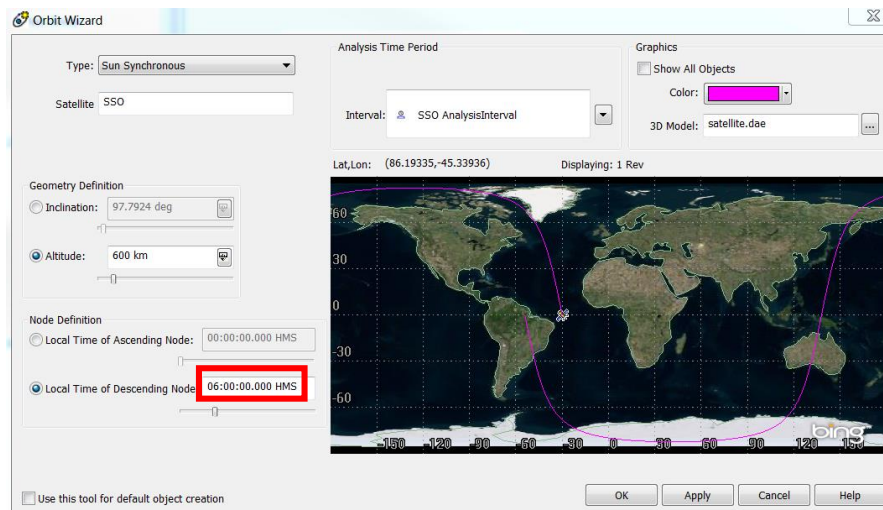 Orbit Wizard
Type: Sun Synchronous
Satellite SSO
Analysis Time Period
Interval: SSO AnalysisInterval
Graphics
Show All Objects
Color:
3D Model: satellite.dae ...
Lat,Lon: (86.19335,-45.33936) Displaying: 1 Rev
Geometry Definition
Inclination: 97.7924 deg
Altitude: 600 km
Node Definition
Local Time of Ascending Node: 00:00:00.000 HMS
Local Time of Descending Node: 06:00:00.000 HMS
60
30
0
-30
-60
bing
-150 -120 -90 -60 -30 0 30 60 90 120 150
Use this tool for default object creation
OK Apply Cancel Help